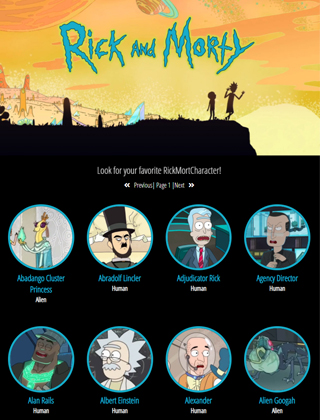 Rick and Morty
Look for your favorite RickMortCharacter!
« Previous| Page 1 |Next »
Abadango Cluster
Princess
Alien
Abradolf Lincler
Human
Adjudicator Rick
Human
Agency Director
Human
Alan Rails
Human
Albert Einstein
Human
Alexander
Human
Alien Googah
Alien